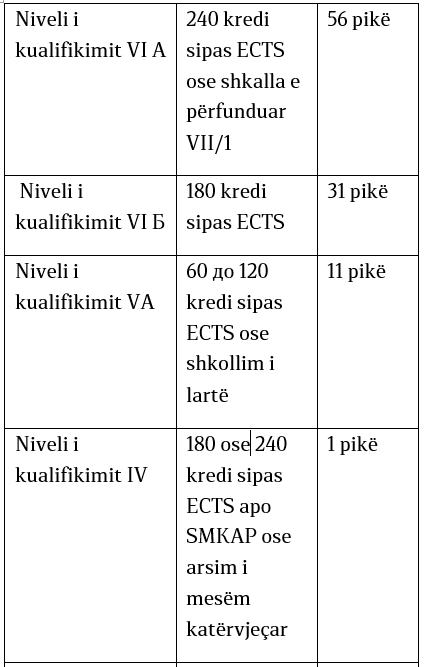 Niveli i
kualifikimit VI A
240 kredi
sipas ECTS
ose shkalla e
përfunduar
VII/1
56 pikë
Niveli i
kualifikimit VI Б
180 kredi
sipas ECTS
31 pikë
Niveli i
kualifikimit VA
60 до 120
kredi sipas
ECTS ose
shkollim i
lartë
11 pikë
Niveli i
kualifikimit IV
180 ose 240
kredi sipas
ECTS apo
SMKAP ose
arsim i
mesëm
katërvjeçar
1 pikë